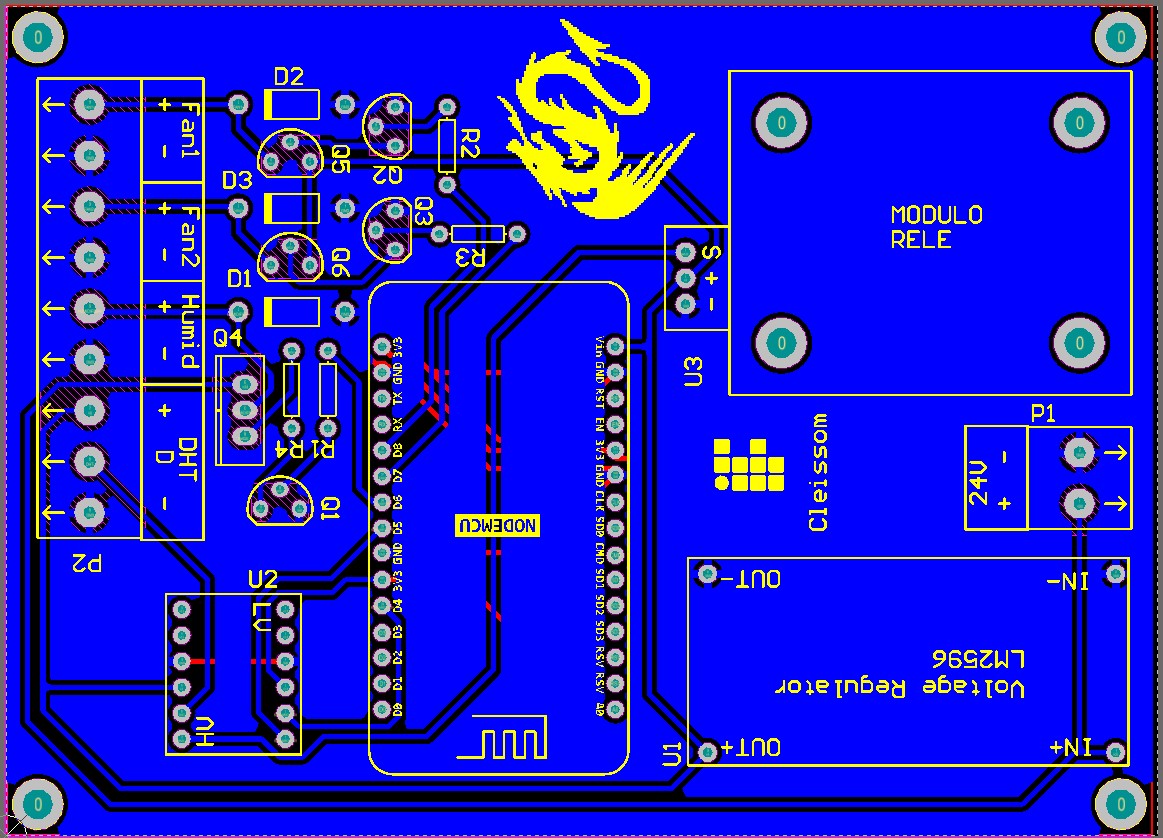 0
0
D2
Fan1
+
-
Q5
Q2
R2
0
0
D3
Fan2
+
-
Q3
R3
Q6
MODULO
RELE
S
+
-
D1
Humid
+
-
Q4
0
0
U3
P1
3V3
GND
TX
RX
D8
D7
D6
D5
GND
3V3
D4
D3
D2
D1
D0
Vin
GND
RST
EN
3V3
GND
CLK
SD0
CMD
SD1
SD2
SD3
RSV
RSV
A0
DHT
+
D
-
R4
R1
Cleissom
24V
-
+
Q1
NODEMCU
P2
U2
LV
HV
OUT-
IN-
LM2596
Voltage Regulator
U1
OUT+
IN+
0
0